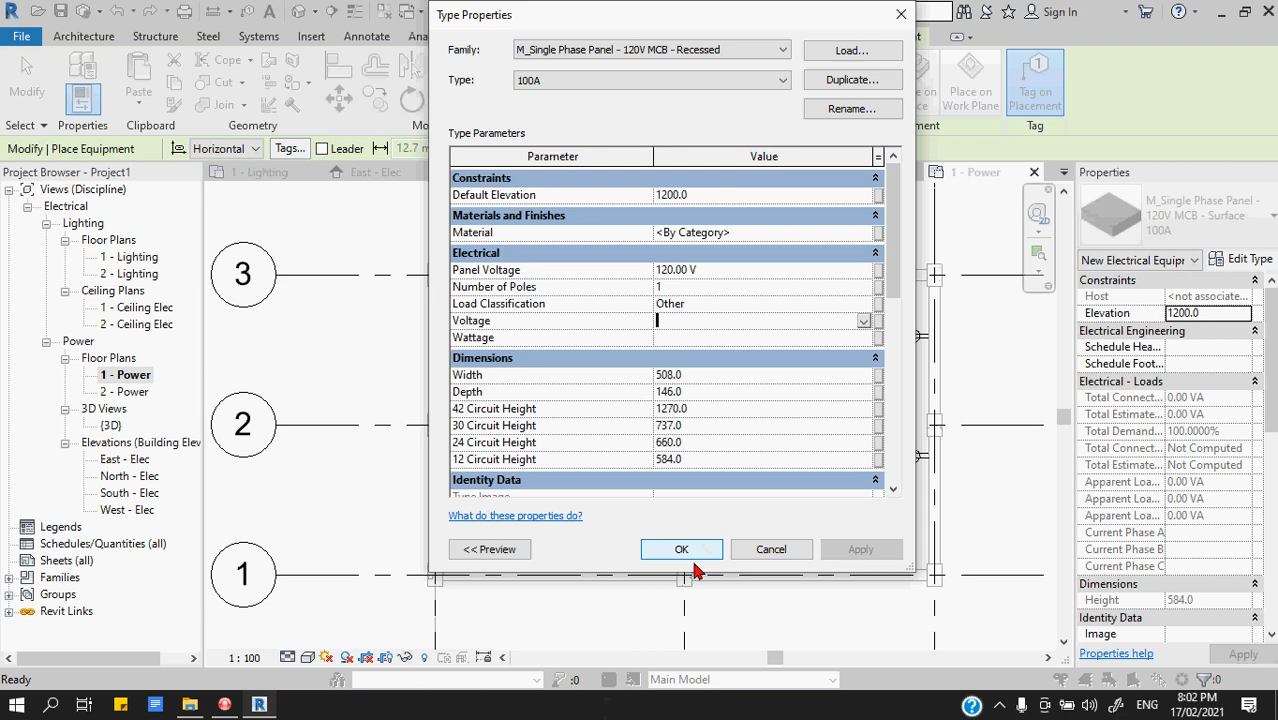 Type Properties
Sign In
File
Architecture
Structure
Steel
Systems
Insert
Annotate
Family:
M_Single Phase Panel - 120V MCB - Recessed
Load...
Type:
100A
Duplicate...
Rename...
Modify
Paste
Cope
Cut
Join
Place on
Work Plane
Tag on
Placement
Select
Properties
Clipboard
Geometry
Tag
Type Parameters
Modify | Place Equipment
Horizontal
Tags...
Leader
12.7 m
Parameter
Value
=
Project Browser - Project1
1 - Lighting
East - Elec
1 - Power
Properties
Constraints
Default Elevation
1200.0
Materials and Finishes
Material
<By Category>
Electrical
Panel Voltage
120.00 V
Number of Poles
1
Load Classification
Other
Voltage
Wattage
Dimensions
Width
508.0
Depth
146.0
42 Circuit Height
1270.0
30 Circuit Height
737.0
24 Circuit Height
660.0
12 Circuit Height
584.0
Identity Data
Type Image
What do these properties do?
<< Preview
OK
Cancel
Apply
Views (Discipline)
Electrical
Lighting
Floor Plans
1 - Lighting
2 - Lighting
Ceiling Plans
1 - Ceiling Elec
2 - Ceiling Elec
Power
Floor Plans
1 - Power
2 - Power
3D Views
{3D}
Elevations (Building Elev
East - Elec
North - Elec
South - Elec
West - Elec
Legends
Schedules/Quantities (all)
Sheets (all)
Families
Groups
Revit Links
3
2
1
2D
M_Single Phase Panel -
120V MCB - Surface
100A
New Electrical Equipr
Edit Type
Constraints
Host
<not associate...
Elevation
1200.0
Electrical Engineering
Schedule Hea...
Schedule Foot...
Electrical - Loads
Total Connect...
0.00 VA
Total Estimate...
0.00 VA
Total Demand...
100.0000%
Total Connect...
Not Computed
Total Estimate...
Not Computed
Apparent Loa...
0.00 VA
Apparent Loa...
0.00 VA
Apparent Loa...
0.00 VA
Current Phase A
Current Phase B
Current Phase C
Dimensions
Height
584.0
Identity Data
Image
Properties help
Apply
1 : 100
Ready
:0
Main Model
:0
8:02 PM
17/02/2021